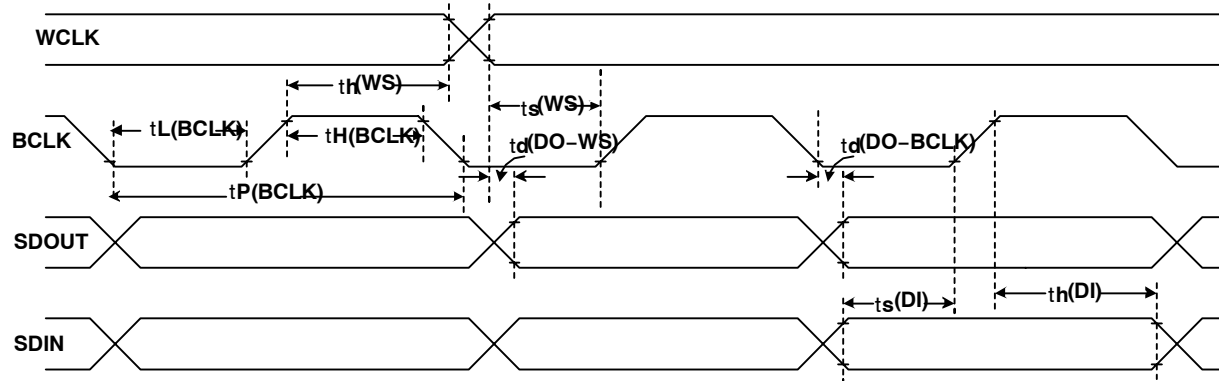 WCLK
th(WS)
ts(WS)
BCLK
tL(BCLK)
tH(BCLK)
td(DO−WS)
td(DO−BCLK)
tP(BCLK)
SDOUT
ts(DI)
th(DI)
SDIN